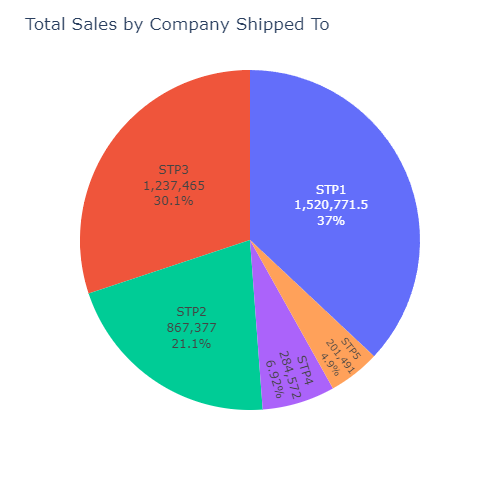 Total Sales by Company Shipped To
STP1
1,520,771.5
37%
STP3
1,237,465
30.1%
STP2
867,377
21.1%
STP4
284,572
6.92%
STP5
201,491
4.9%